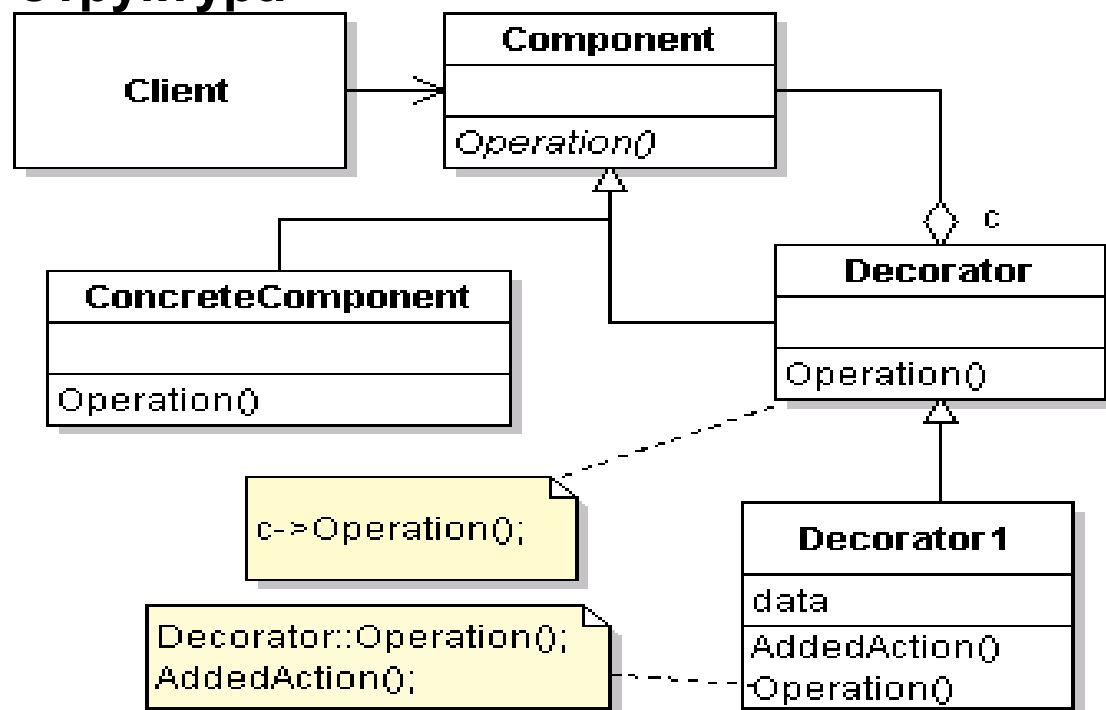 Component
Client
Operation()
c
Decorator
ConcreteComponent
Operation()
Operation()
c->Operation();
Decorator1
data
Decorator::Operation();
AddedAction();
AddedAction()
Operation()